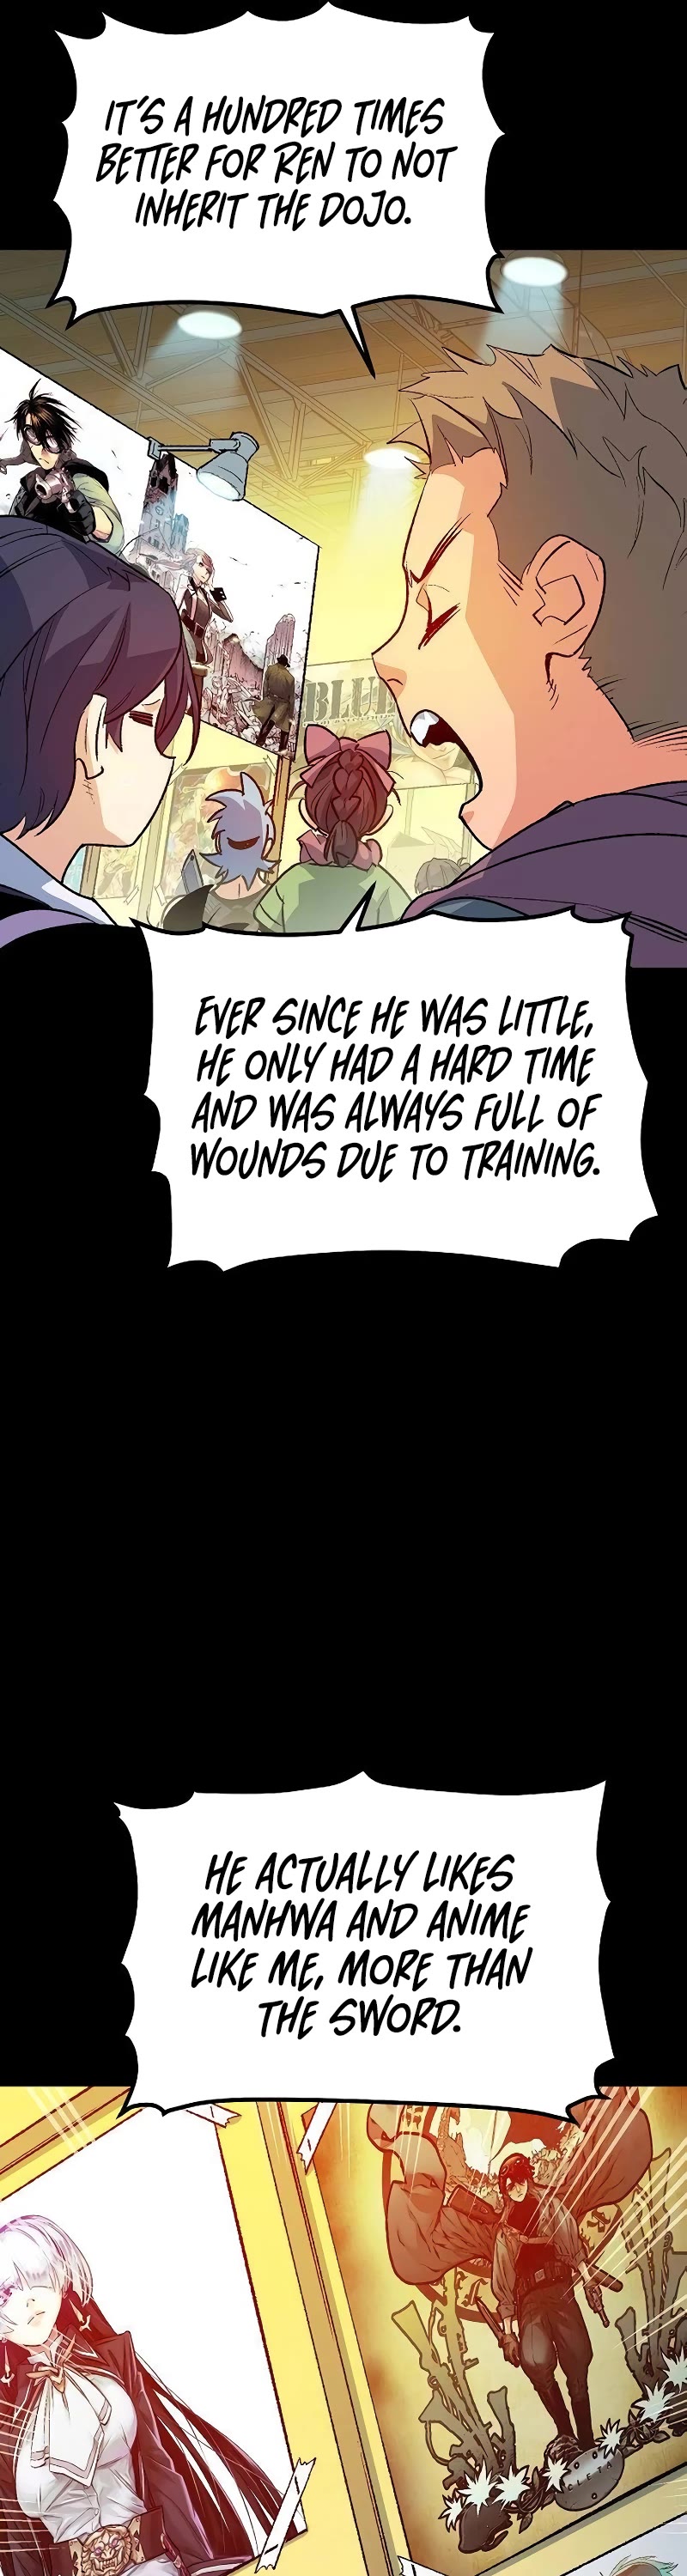 IT'S A HUNDRED TIMES
BETTER FOR REN TO NOT
INHERIT THE DOJO.
BLUE
EVER SINCE HE WAS LITTLE,
HE ONLY HAD A HARD TIME
AND WAS ALWAYS FULL OF
WOUNDS DUE TO TRAINING.
HE ACTUALLY LIKES
MANHWA AND ANIME
LIKE ME, MORE THAN
THE SWORD.
CLETA